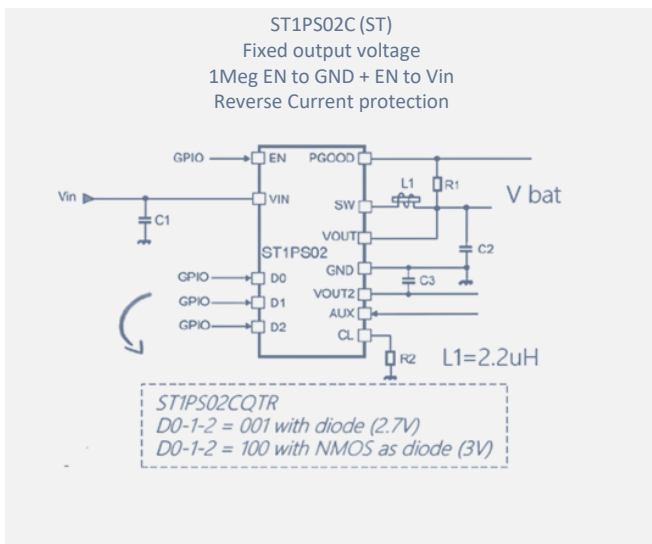 ST1PS02C (ST)
Fixed output voltage
1Meg EN to GND + EN to Vin
Reverse Current protection
GPIO
EN
PGOOD
L1
R1
V bat
Vin
VIN
SW
C1
VOUT
ST1PS02
C2
GND
GPIO
D0
C3
GPIO
D1
VOUT2
GPIO
D2
AUX
CL
R2
L1=2.2uH
ST1PS02CQTR
D0-1-2 = 001 with diode (2.7V)
D0-1-2 = 100 with NMOS as diode (3V)